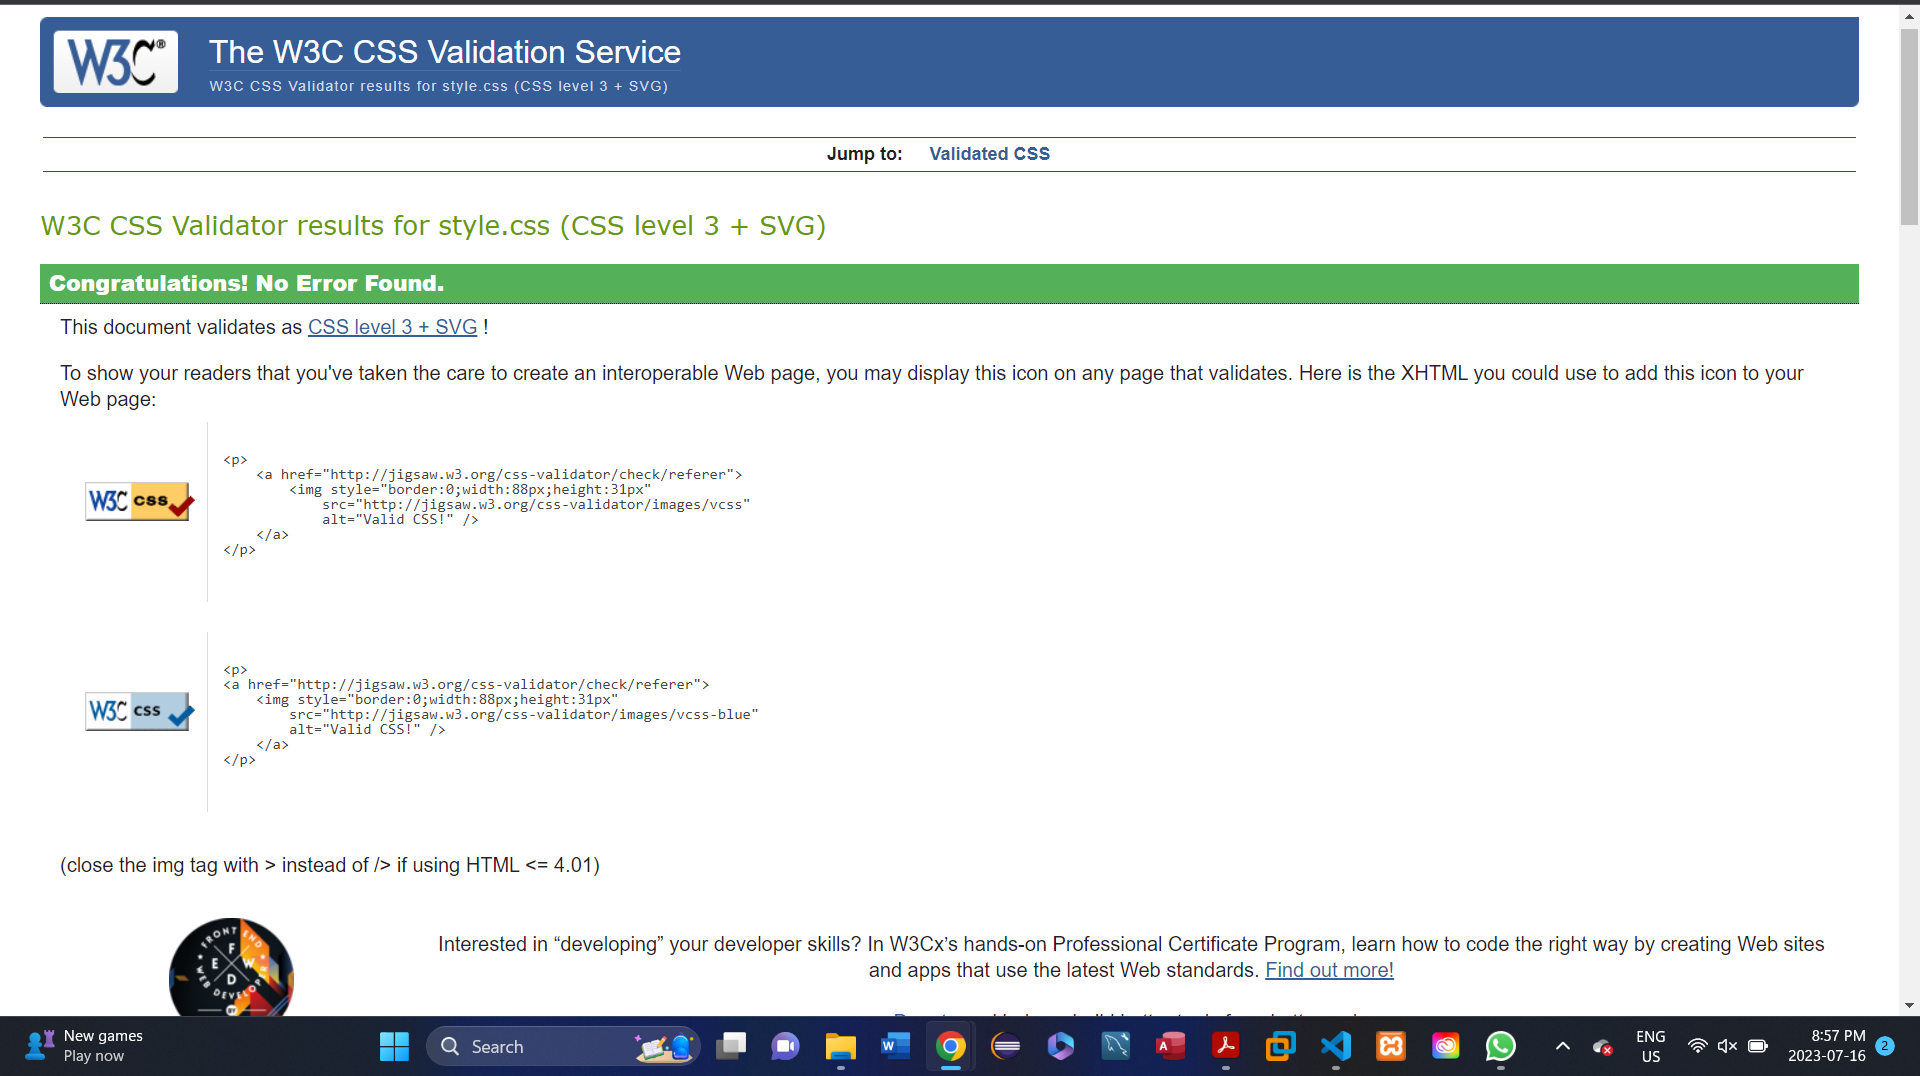 W3C®
The W3C CSS Validation Service
W3C CSS Validator results for style.css (CSS level 3 + SVG)
Jump to: Validated CSS
W3C CSS Validator results for style.css (CSS level 3 + SVG)
Congratulations! No Error Found.
This document validates as CSS level 3 + SVG !
To show your readers that you've taken the care to create an interoperable Web page, you may display this icon on any page that validates. Here is the XHTML you could use to add this icon to your
Web page:
W3C css
<p>
<a href="http://jigsaw.w3.org/css-validator/check/referer">
<img style="border:0;width:88px;height:31px"
src="http://jigsaw.w3.org/css-validator/images/vcss"
alt="Valid CSS!" />
</a>
</p>
W3C css
<p>
<a href="http://jigsaw.w3.org/css-validator/check/referer">
<img style="border:0;width:88px;height:31px"
src="http://jigsaw.w3.org/css-validator/images/vcss-blue"
alt="Valid CSS!" />
</a>
</p>
(close the img tag with > instead of /> if using HTML <= 4.01)
FRONT END
F
E W
D
WEB DEVELOPER
BY
Interested in “developing” your developer skills? In W3Cx’s hands-on Professional Certificate Program, learn how to code the right way by creating Web sites
and apps that use the latest Web standards. Find out more!
New games
Play now
Search
ENG
US
8:57 PM
2023-07-16
2